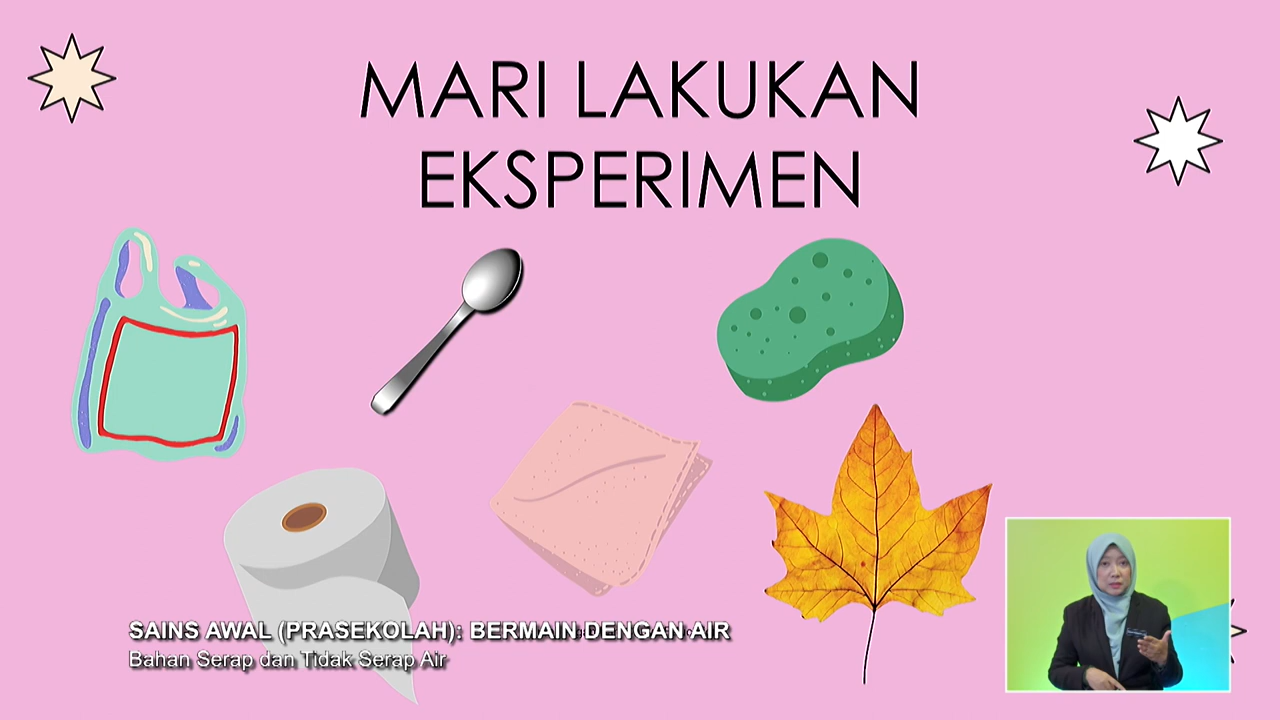 MARI LAKUKAN
EKSPERIMEN
SAINS AWAL (PRASEKOLAH): BERMAIN DENGAN AIR
Bahan Serap dan Tidak Serap Air